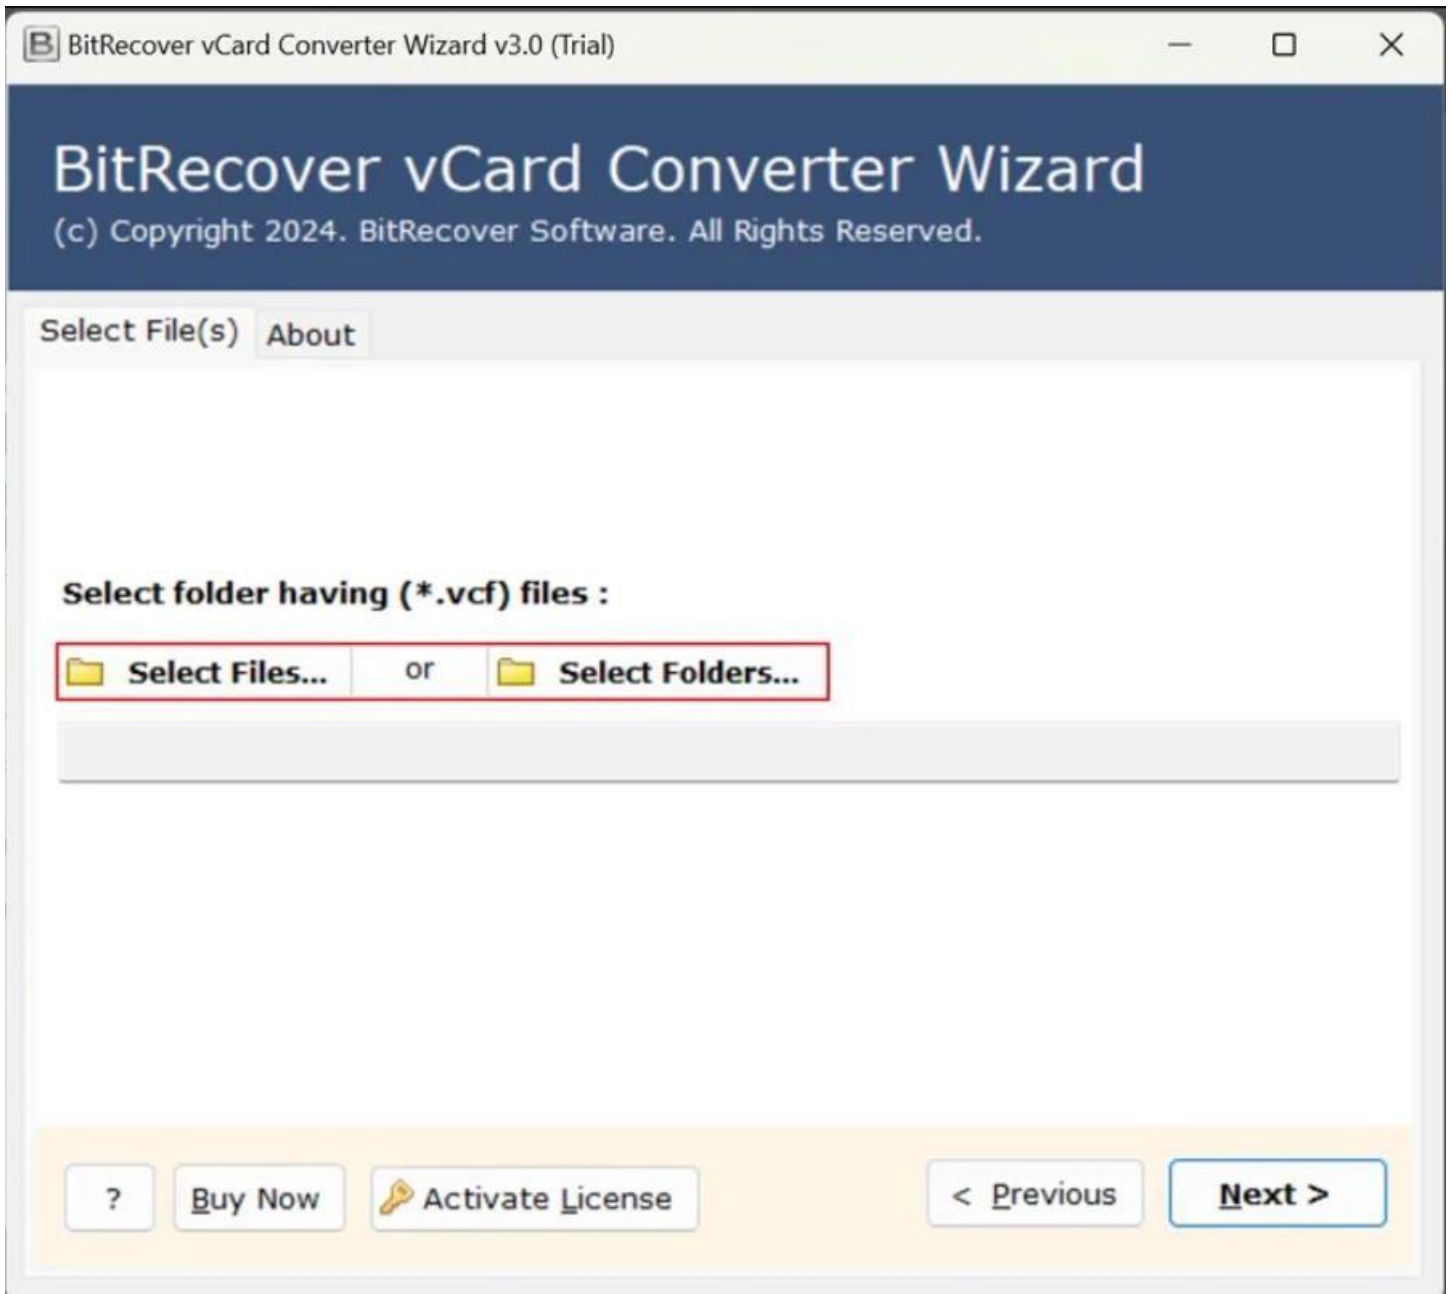 BitRecover vCard Converter Wizard v3.0 (Trial)
BitRecover vCard Converter Wizard
(c) Copyright 2024. BitRecover Software. All Rights Reserved.
Select File(s) About
Select folder having (*.vcf) files :
Select Files... or Select Folders...
? Buy Now Activate License < Previous Next >